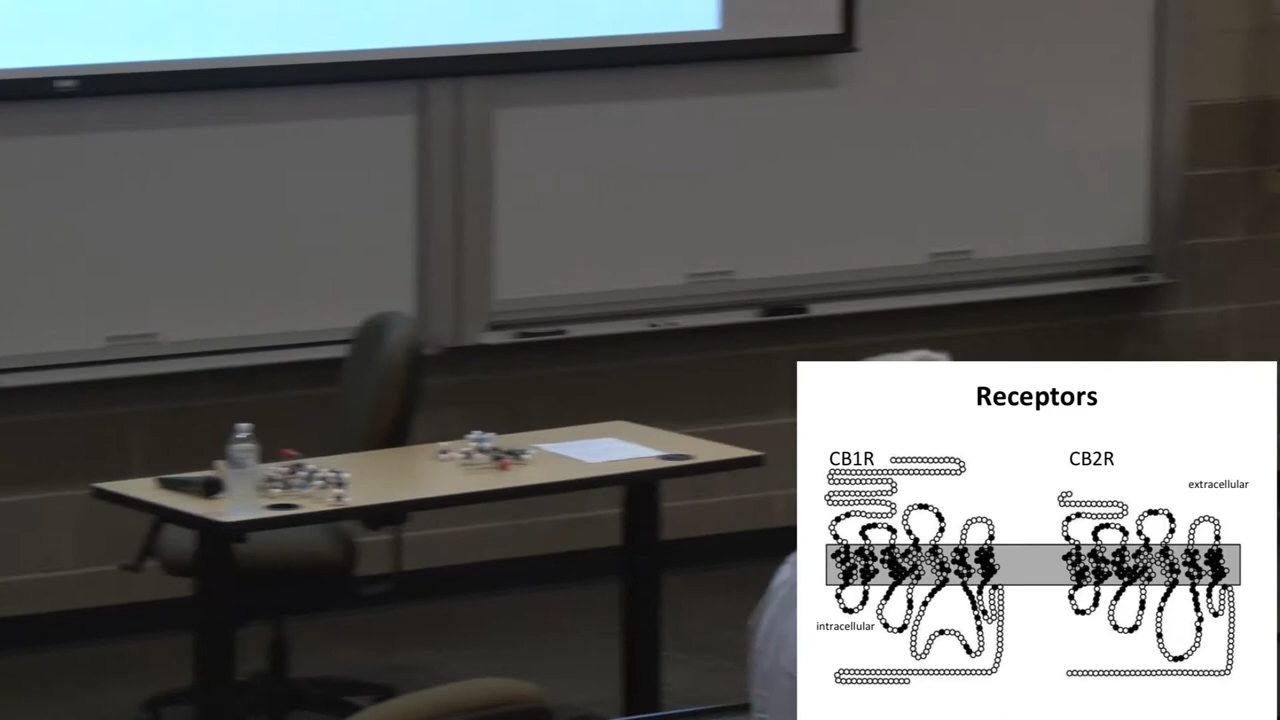 Receptors
CB1R
CB2R
extracellular
intracellular